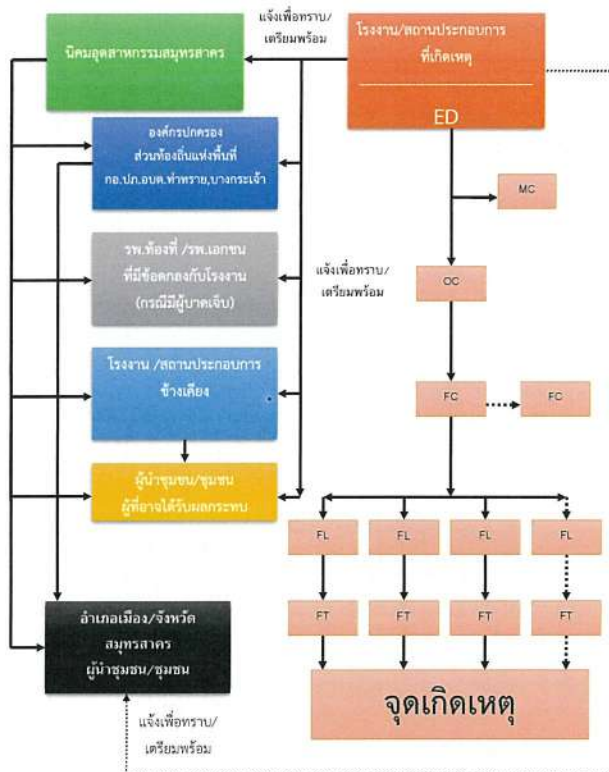 นิคมอุตสาหกรรมสมุทรสาคร
แจ้งเพื่อทราบ/
เตรียมพร้อม
โรงงาน/สถานประกอบการ
ที่เกิดเหตุ
ED
องค์กรปกครอง
ส่วนท้องถิ่นแห่งพื้นที่
กอ.ปภ.อบต.ท่าทราย,บางกระเจ้า
MC
รพ.ท้องที่ /รพ.เอกชน
ที่มีข้อตกลงกับโรงงาน
(กรณีมีผู้บาดเจ็บ)
แจ้งเพื่อทราบ/
เตรียมพร้อม
OC
โรงงาน /สถานประกอบการ
ข้างเคียง
FC
FC
ผู้นำชุมชน/ชุมชน
ผู้ที่อาจได้รับผลกระทบ
FL
FL
FL
FL
FT
FT
FT
FT
อำเภอเมือง/จังหวัด
สมุทรสาคร
ผู้นำชุมชน/ชุมชน
จุดเกิดเหตุ
แจ้งเพื่อทราบ/
เตรียมพร้อม